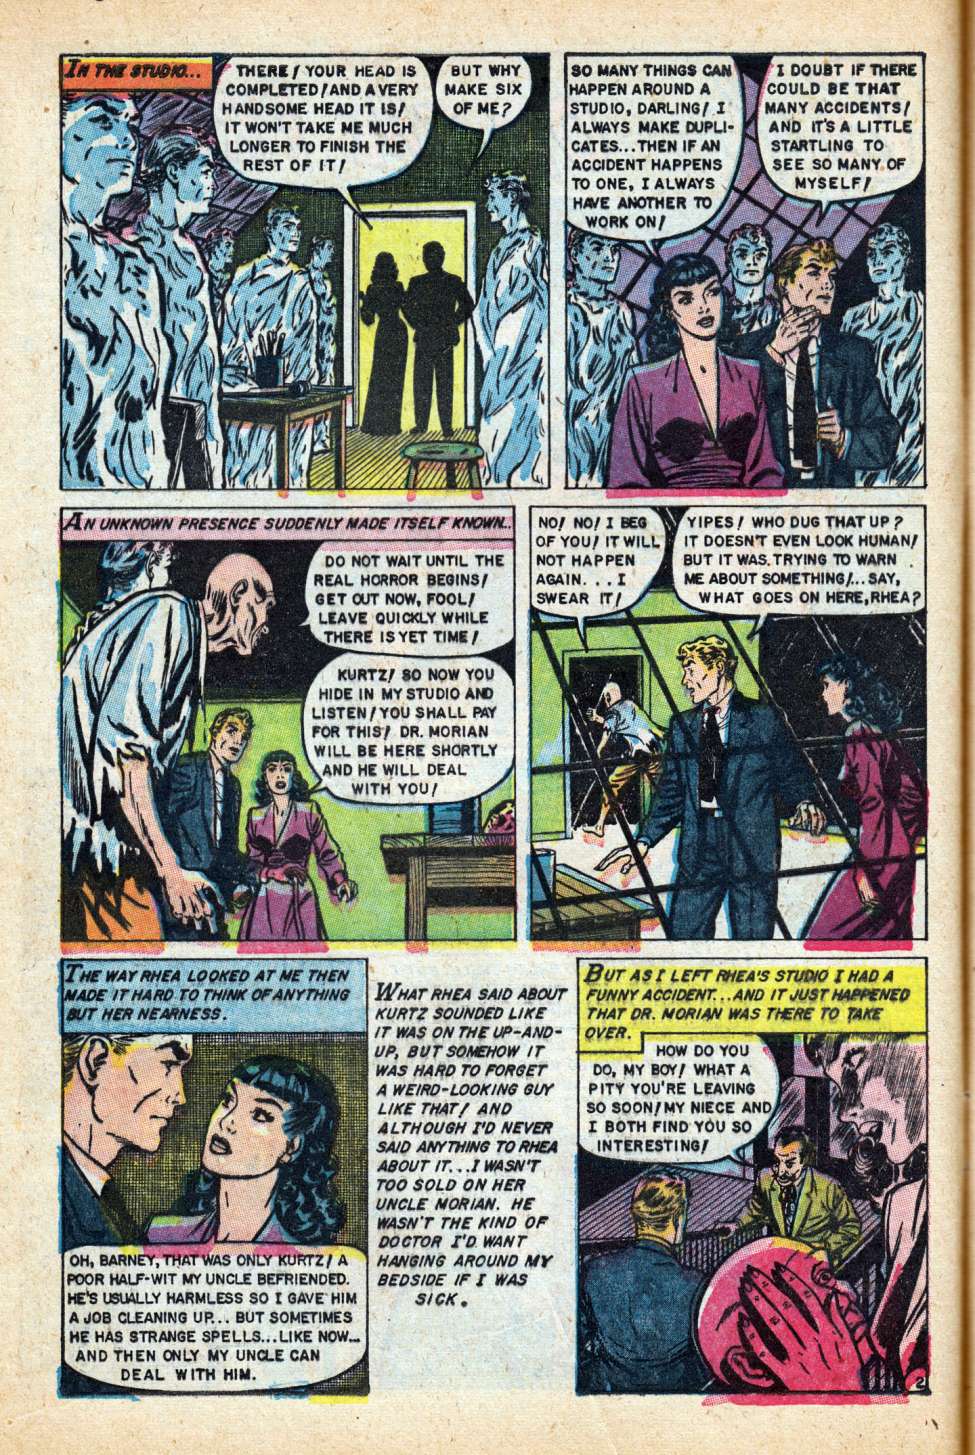 IN THE STUDIO...
THERE! YOUR HEAD IS
COMPLETED! AND A VERY
HANDSOME HEAD IT IS!
IT WON'T TAKE ME MUCH
LONGER TO FINISH THE
REST OF IT!
BUT WHY
MAKE SIX
OF ME?
SO MANY THINGS CAN
HAPPEN AROUND A
STUDIO, DARLING! I
ALWAYS MAKE DUPLI-
CATES...THEN IF AN
ACCIDENT HAPPENS
TO ONE, I ALWAYS
HAVE ANOTHER TO
WORK ON!
I DOUBT IF THERE
COULD BE THAT
MANY ACCIDENTS!
AND IT'S A LITTLE
STARTLING TO
SEE SO MANY OF
MYSELF!
AN UNKNOWN PRESENCE SUDDENLY MADE ITSELF KNOWN..
DO NOT WAIT UNTIL THE
REAL HORROR BEGINS!
GET OUT NOW, FOOL!
LEAVE QUICKLY WHILE
THERE IS YET TIME!
KURTZ! SO NOW YOU
HIDE IN MY STUDIO AND
LISTEN! YOU SHALL PAY
FOR THIS! DR. MORIAN
WILL BE HERE SHORTLY
AND HE WILL DEAL
WITH YOU!
NO! NO! I BEG
OF YOU! IT WILL
NOT HAPPEN
AGAIN... I
SWEAR IT!
YIPES! WHO DUG THAT UP?
IT DOESN'T EVEN LOOK HUMAN!
BUT IT WAS TRYING TO WARN
ME ABOUT SOMETHING!...SAY,
WHAT GOES ON HERE, RHEA?
THE WAY RHEA LOOKED AT ME THEN
MADE IT HARD TO THINK OF ANYTHING
BUT HER NEARNESS.
OH, BARNEY, THAT WAS ONLY KURTZ! A
POOR HALF-WIT MY UNCLE BEFRIENDED.
HE'S USUALLY HARMLESS SO I GAVE HIM
A JOB CLEANING UP... BUT SOMETIMES
HE HAS STRANGE SPELLS...LIKE NOW...
AND THEN ONLY MY UNCLE CAN
DEAL WITH HIM.
WHAT RHEA SAID ABOUT
KURTZ SOUNDED LIKE
IT WAS ON THE UP-AND-
UP, BUT SOMEHOW IT
WAS HARD TO FORGET
A WEIRD-LOOKING GUY
LIKE THAT! AND
ALTHOUGH I'D NEVER
SAID ANYTHING TO RHEA
ABOUT IT...I WASN'T
TOO SOLD ON HER
UNCLE MORIAN. HE
WASN'T THE KIND OF
DOCTOR I'D WANT
HANGING AROUND MY
BEDSIDE IF I WAS
SICK.
BUT AS I LEFT RHEA'S STUDIO I HAD A
FUNNY ACCIDENT...AND IT JUST HAPPENED
THAT DR. MORIAN WAS THERE TO TAKE
OVER.
HOW DO YOU
DO, MY BOY! WHAT A
PITY YOU'RE LEAVING
SO SOON! MY NIECE AND
I BOTH FIND YOU SO
INTERESTING!
2